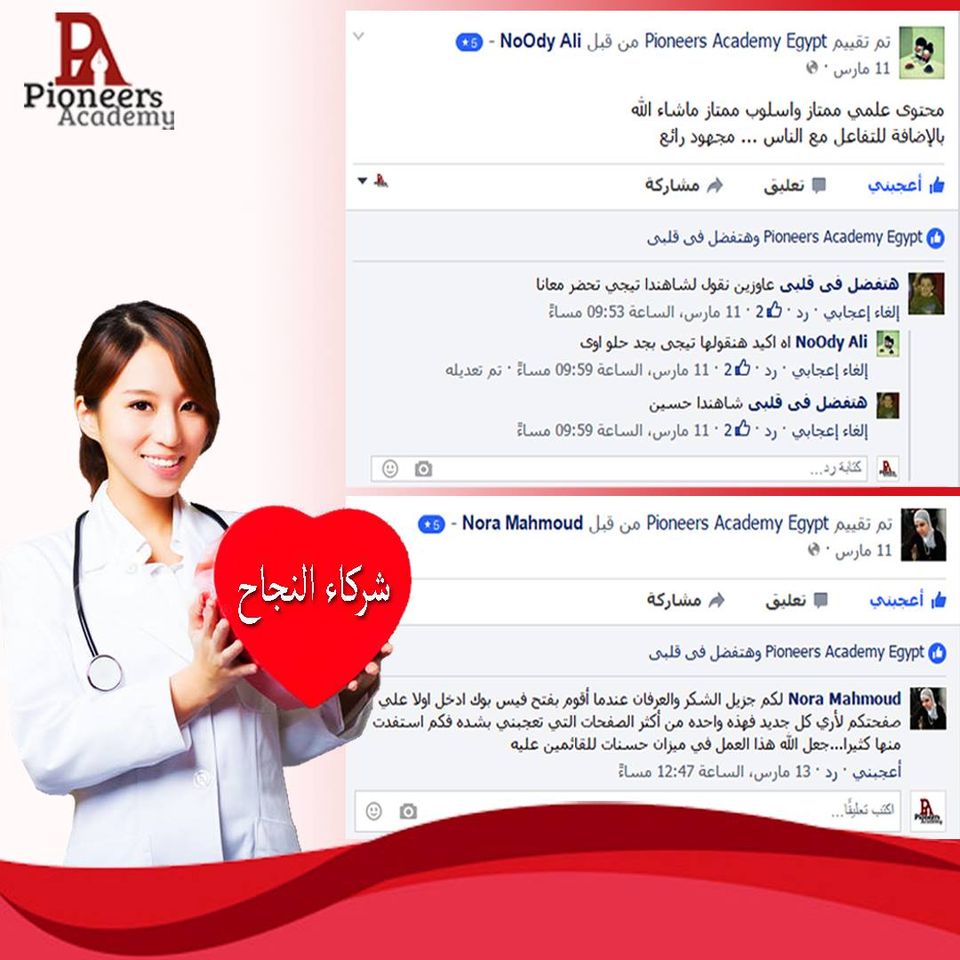 Pioneers
Academy
تم تقييم Pioneers Academy Egypt من قبل NoOdy Ali - 5★
11 مارس ·
محتوى علمي ممتاز واسلوب ممتاز ماشاء الله
بالإضافة للتفاعل مع الناس ... مجهود رائع
أعجبني تعليق مشاركة
Pioneers Academy Egypt وهتفضل فى قلبى
هتفضل فى قلبى عاوزين نقول لشاهندا تيجي تحضر معانا
إلغاء إعجابي · رد · 2 · 11 مارس، الساعة 09:53 مساءً
NoOdy Ali اه اكيد هنقولها تيجى بجد حلو اوى
إلغاء إعجابي · رد · 2 · 11 مارس، الساعة 09:59 مساءً · تم تعديله
هتفضل فى قلبى شاهندا حسين
إلغاء إعجابي · رد · 2 · 11 مارس، الساعة 09:59 مساءً
كتابة رد...
تم تقييم Pioneers Academy Egypt من قبل Nora Mahmoud - 5★
11 مارس ·
أعجبني تعليق مشاركة
Pioneers Academy Egypt وهتفضل فى قلبى
Nora Mahmoud لكم جزيل الشكر والعرفان عندما أقوم بفتح فيس بوك ادخل اولا علي
صفحتكم لأري كل جديد فهذه واحده من أكثر الصفحات التي تعجبني بشده فكم استفدت
منها كثيرا...جعل الله هذا العمل في ميزان حسنات للقائمين عليه
أعجبني · رد · 13 مارس، الساعة 12:47 مساءً
اكتب تعليقًا...
Pioneers
Academy
شركاء النجاح